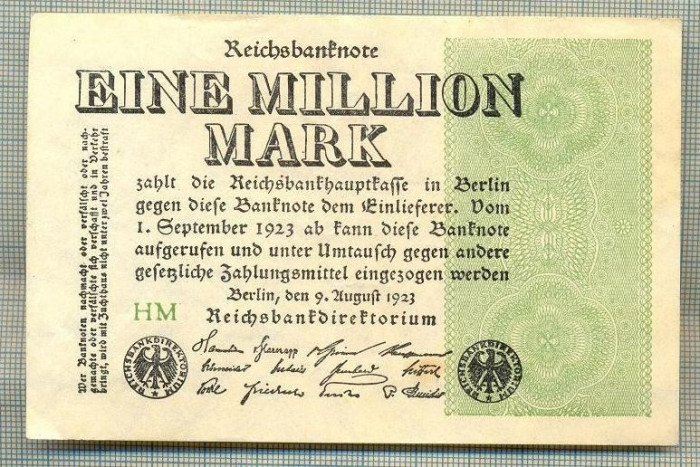 Reichsbanknote
EINE MILLION
MARK
zahlt die Reichsbankhauptkasse in Berlin
gegen diese Banknote dem Einlieferer. Vom
1. September 1923 ab kann diese Banknote
aufgerufen und unter Umtausch gegen andere
gesetzliche Zahlungsmittel eingezogen werden
Berlin, den 9. August 1923
HM
Reichsbankdirektorium
REICHSBANKDIREKTORIUM
REICHSBANKDIREKTORIUM
Wer Banknoten nachmacht oder verfälscht oder nach-
gemachte oder verfälschte sich verschafft und in Verkehr
bringt, wird mit Zuchthaus nicht unter zwei Jahren bestraft